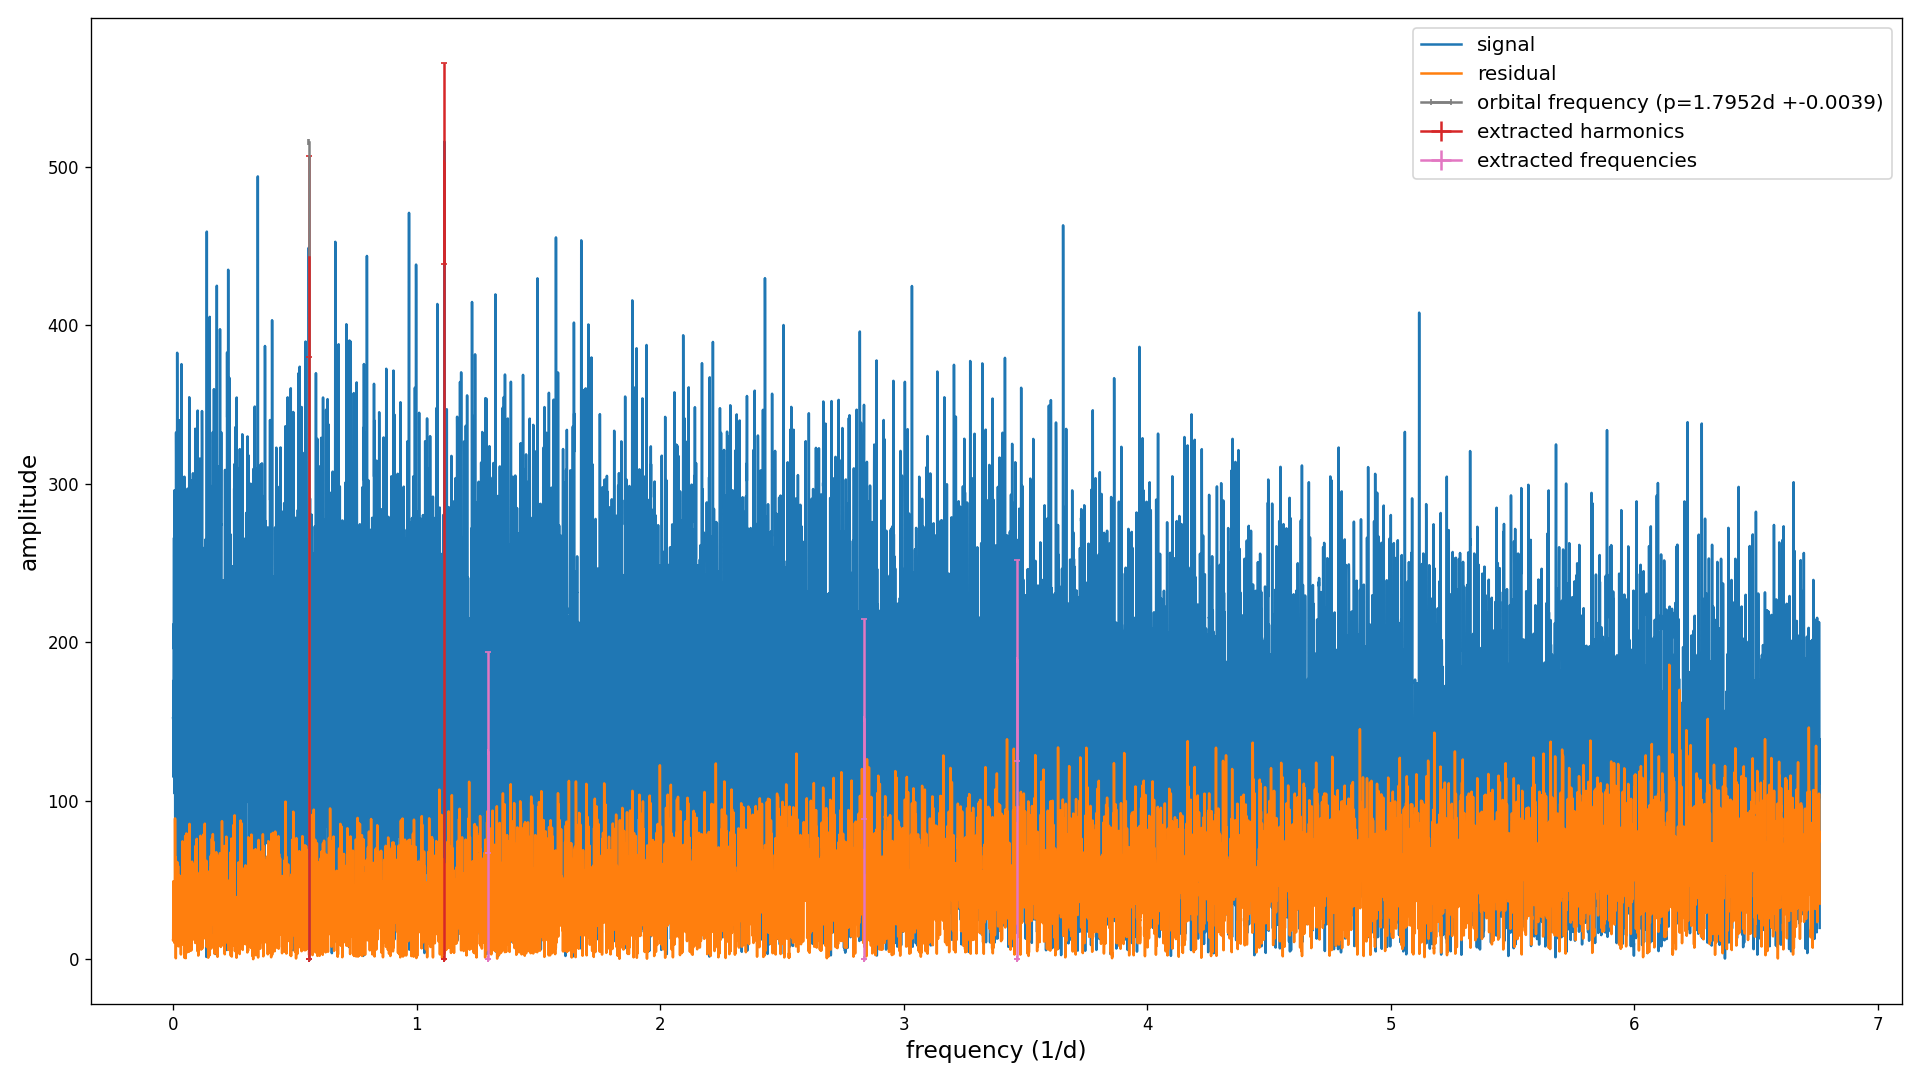 signal
residual
orbital frequency (p=1.7952d +-0.0039)
extracted harmonics
extracted frequencies
amplitude
500
400
300
200
100
0
0 1 2 3 4 5 6 7
frequency (1/d)